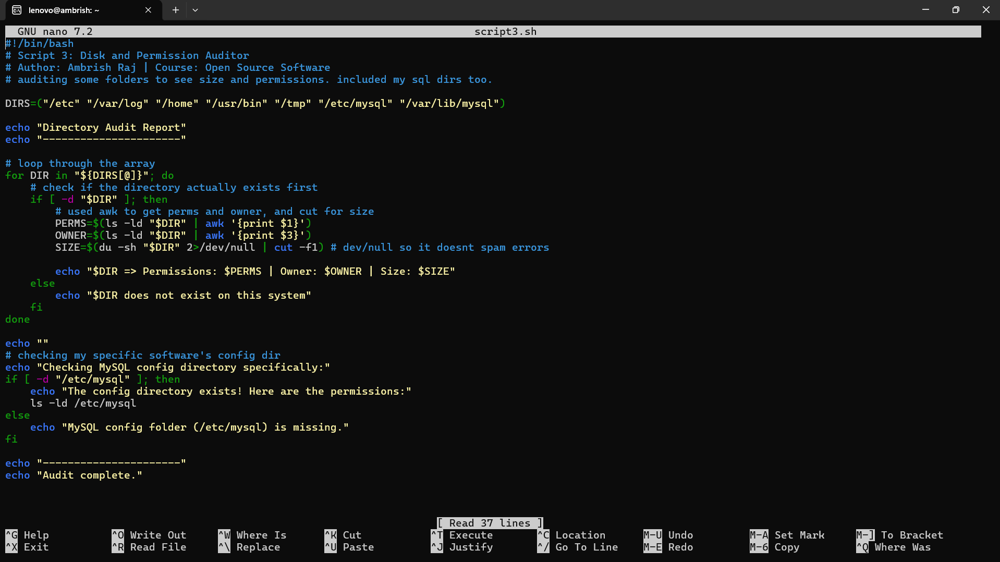 lenovo@ambrish: ~
GNU nano 7.2 script3.sh
#!/bin/bash
# Script 3: Disk and Permission Auditor
# Author: Ambrish Raj | Course: Open Source Software
# auditing some folders to see size and permissions. included my sql dirs too.

DIRS=("/etc" "/var/log" "/home" "/usr/bin" "/tmp" "/etc/mysql" "/var/lib/mysql")

echo "Directory Audit Report"
echo "----------------------"

# loop through the array
for DIR in "${DIRS[@]}"; do
    # check if the directory actually exists first
    if [ -d "$DIR" ]; then
        # used awk to get perms and owner, and cut for size
        PERMS=$(ls -ld "$DIR" | awk '{print $1}')
        OWNER=$(ls -ld "$DIR" | awk '{print $3}')
        SIZE=$(du -sh "$DIR" 2>/dev/null | cut -f1) # dev/null so it doesnt spam errors

        echo "$DIR => Permissions: $PERMS | Owner: $OWNER | Size: $SIZE"
    else
        echo "$DIR does not exist on this system"
    fi
done

echo ""
# checking my specific software's config dir
echo "Checking MySQL config directory specifically:"
if [ -d "/etc/mysql" ]; then
    echo "The config directory exists! Here are the permissions:"
    ls -ld /etc/mysql
else
    echo "MySQL config folder (/etc/mysql) is missing."
fi

echo "----------------------"
echo "Audit complete."

[ Read 37 lines ]
^G Help ^O Write Out ^W Where Is ^K Cut ^T Execute ^C Location M-U Undo M-A Set Mark M-] To Bracket
^X Exit ^R Read File ^\ Replace ^U Paste ^J Justify ^/ Go To Line M-E Redo M-6 Copy ^Q Where Was